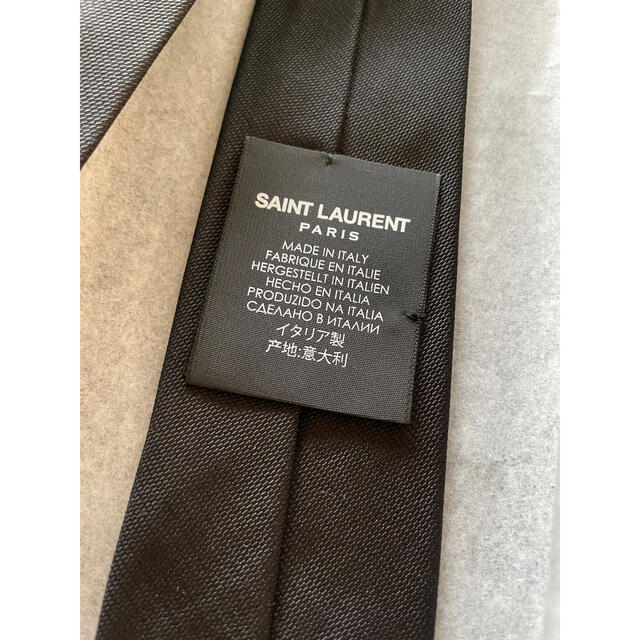 SAINT LAURENT
PARIS
MADE IN ITALY
FABRIQUE EN ITALIE
HERGESTELLT IN ITALIEN
HECHO EN ITALIA
PRODUZIDO NA ITALIA
СДЕЛАНО В ИТАЛИИ
イタリア製
产地:意大利